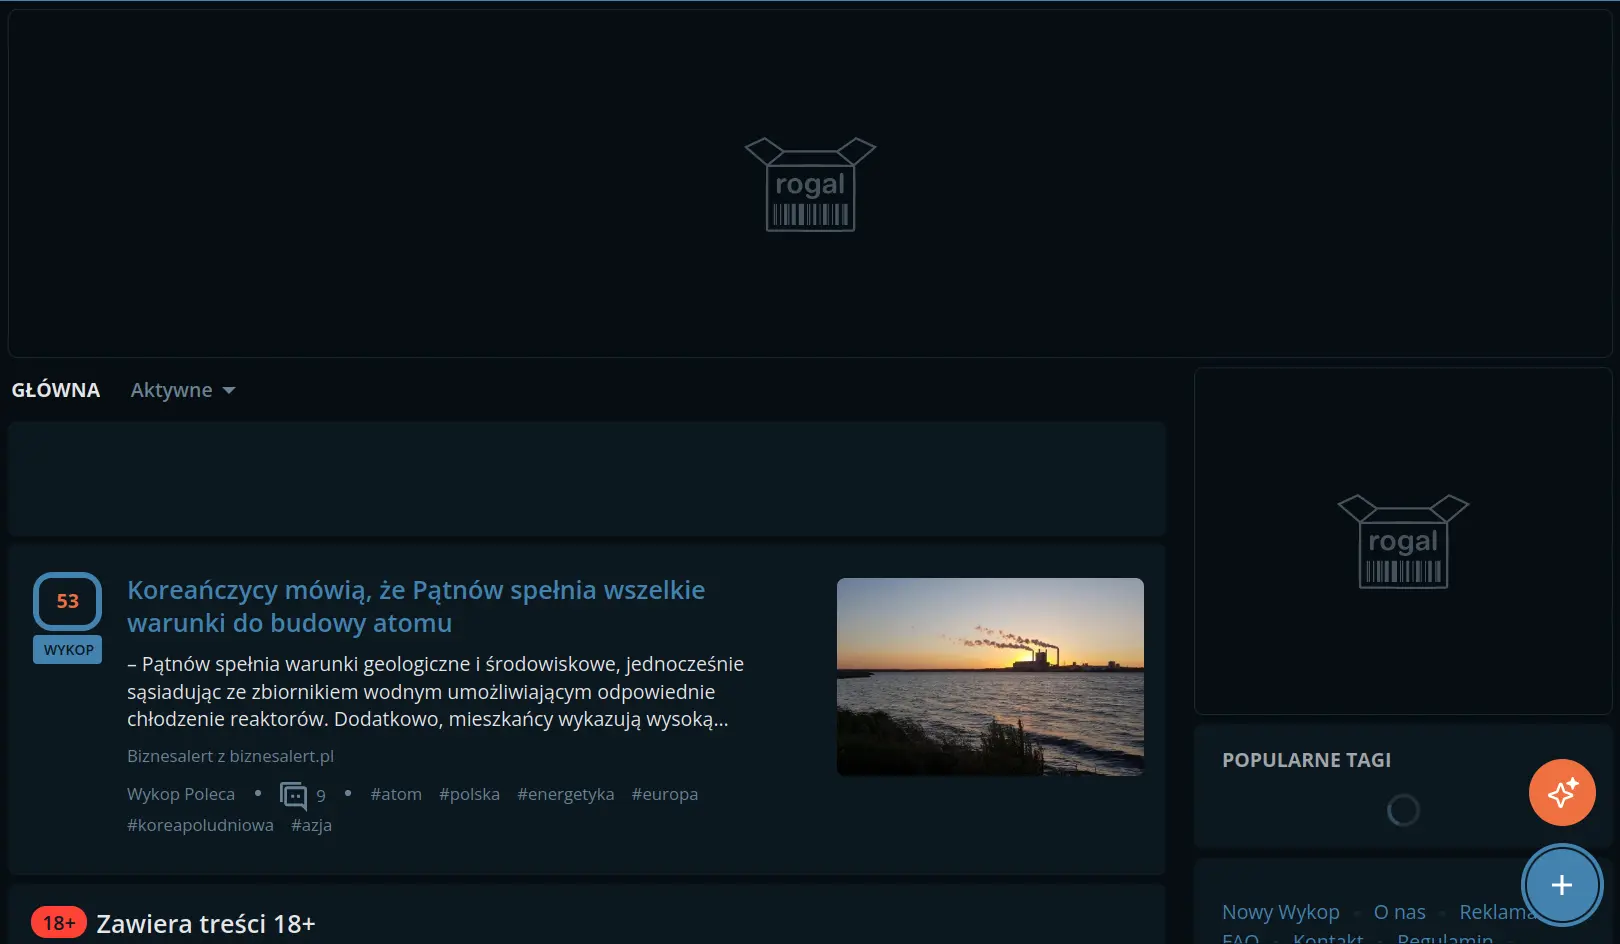 rogal
GŁÓWNA Aktywne
rogal
53
WYKOP
Koreańczycy mówią, że Pątnów spełnia wszelkie
warunki do budowy atomu
– Pątnów spełnia warunki geologiczne i środowiskowe, jednocześnie
sąsiadując ze zbiornikiem wodnym umożliwiającym odpowiednie
chłodzenie reaktorów. Dodatkowo, mieszkańcy wykazują wysoką...
Biznesalert z biznesalert.pl
Wykop Poleca • 9 • #atom #polska #energetyka #europa
#koreapoludniowa #azja
18+ Zawiera treści 18+
POPULARNE TAGI
Nowy Wykop • O nas • Reklama
FAQ • Kontakt • Regulamin •